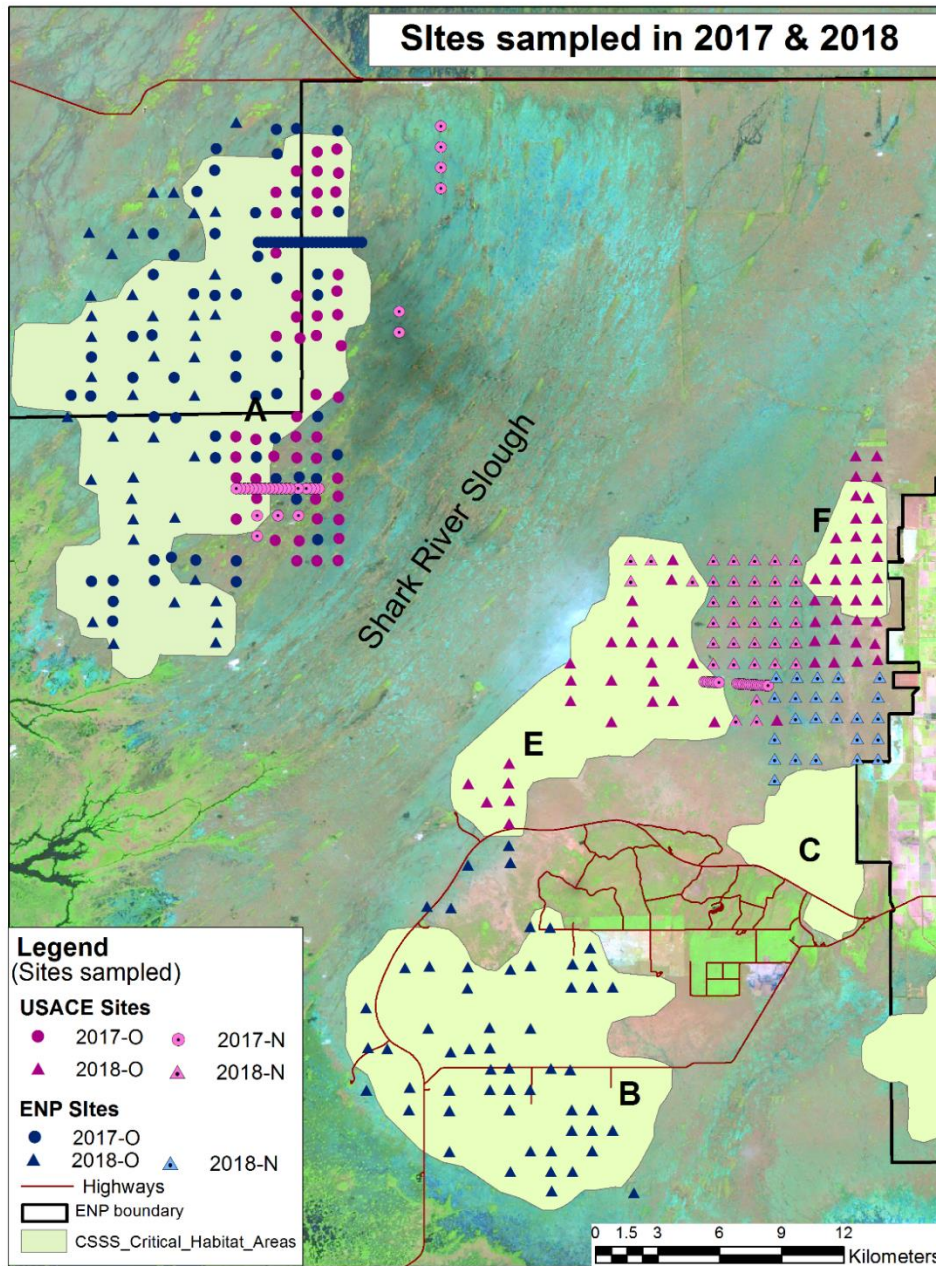 SItes sampled in 2017 & 2018
A
Shark River Slough
F
E
C
B
Legend
(Sites sampled)
USACE Sites
2017-O 2017-N
2018-O 2018-N
ENP SItes
2017-O
2018-O 2018-N
Highways
ENP boundary
CSSS_Critical_Habitat_Areas
0 1.5 3 6 9 12
Kilometers